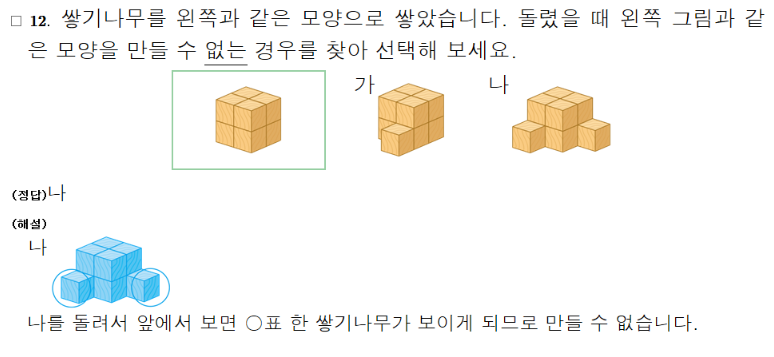 □ 12. 쌓기나무를 왼쪽과 같은 모양으로 쌓았습니다. 돌렸을 때 왼쪽 그림과 같
은 모양을 만들 수 없는 경우를 찾아 선택해 보세요.
가 나
(정답)나
(해설)
나
나를 돌려서 앞에서 보면 ○표 한 쌓기나무가 보이게 되므로 만들 수 없습니다.